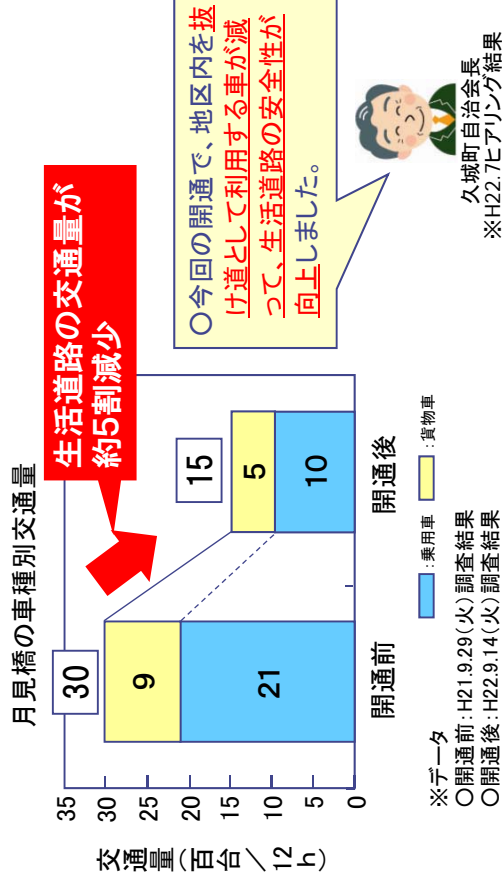 月見橋の車種別交通量
生活道路の交通量が
約5割減少
交通量(百台／12h)
35
30
25
20
15
10
5
0
30
9
21
15
5
10
開通前
開通後
:乗用車
:貨物車
※データ
〇開通前:H21.9.29(火)調査結果
〇開通後:H22.9.14(火)調査結果
〇今回の開通で、地区内を抜
け道として利用する車が減
って、生活道路の安全性が
向上しました。
久城町自治会長
※H22.7ヒアリング結果